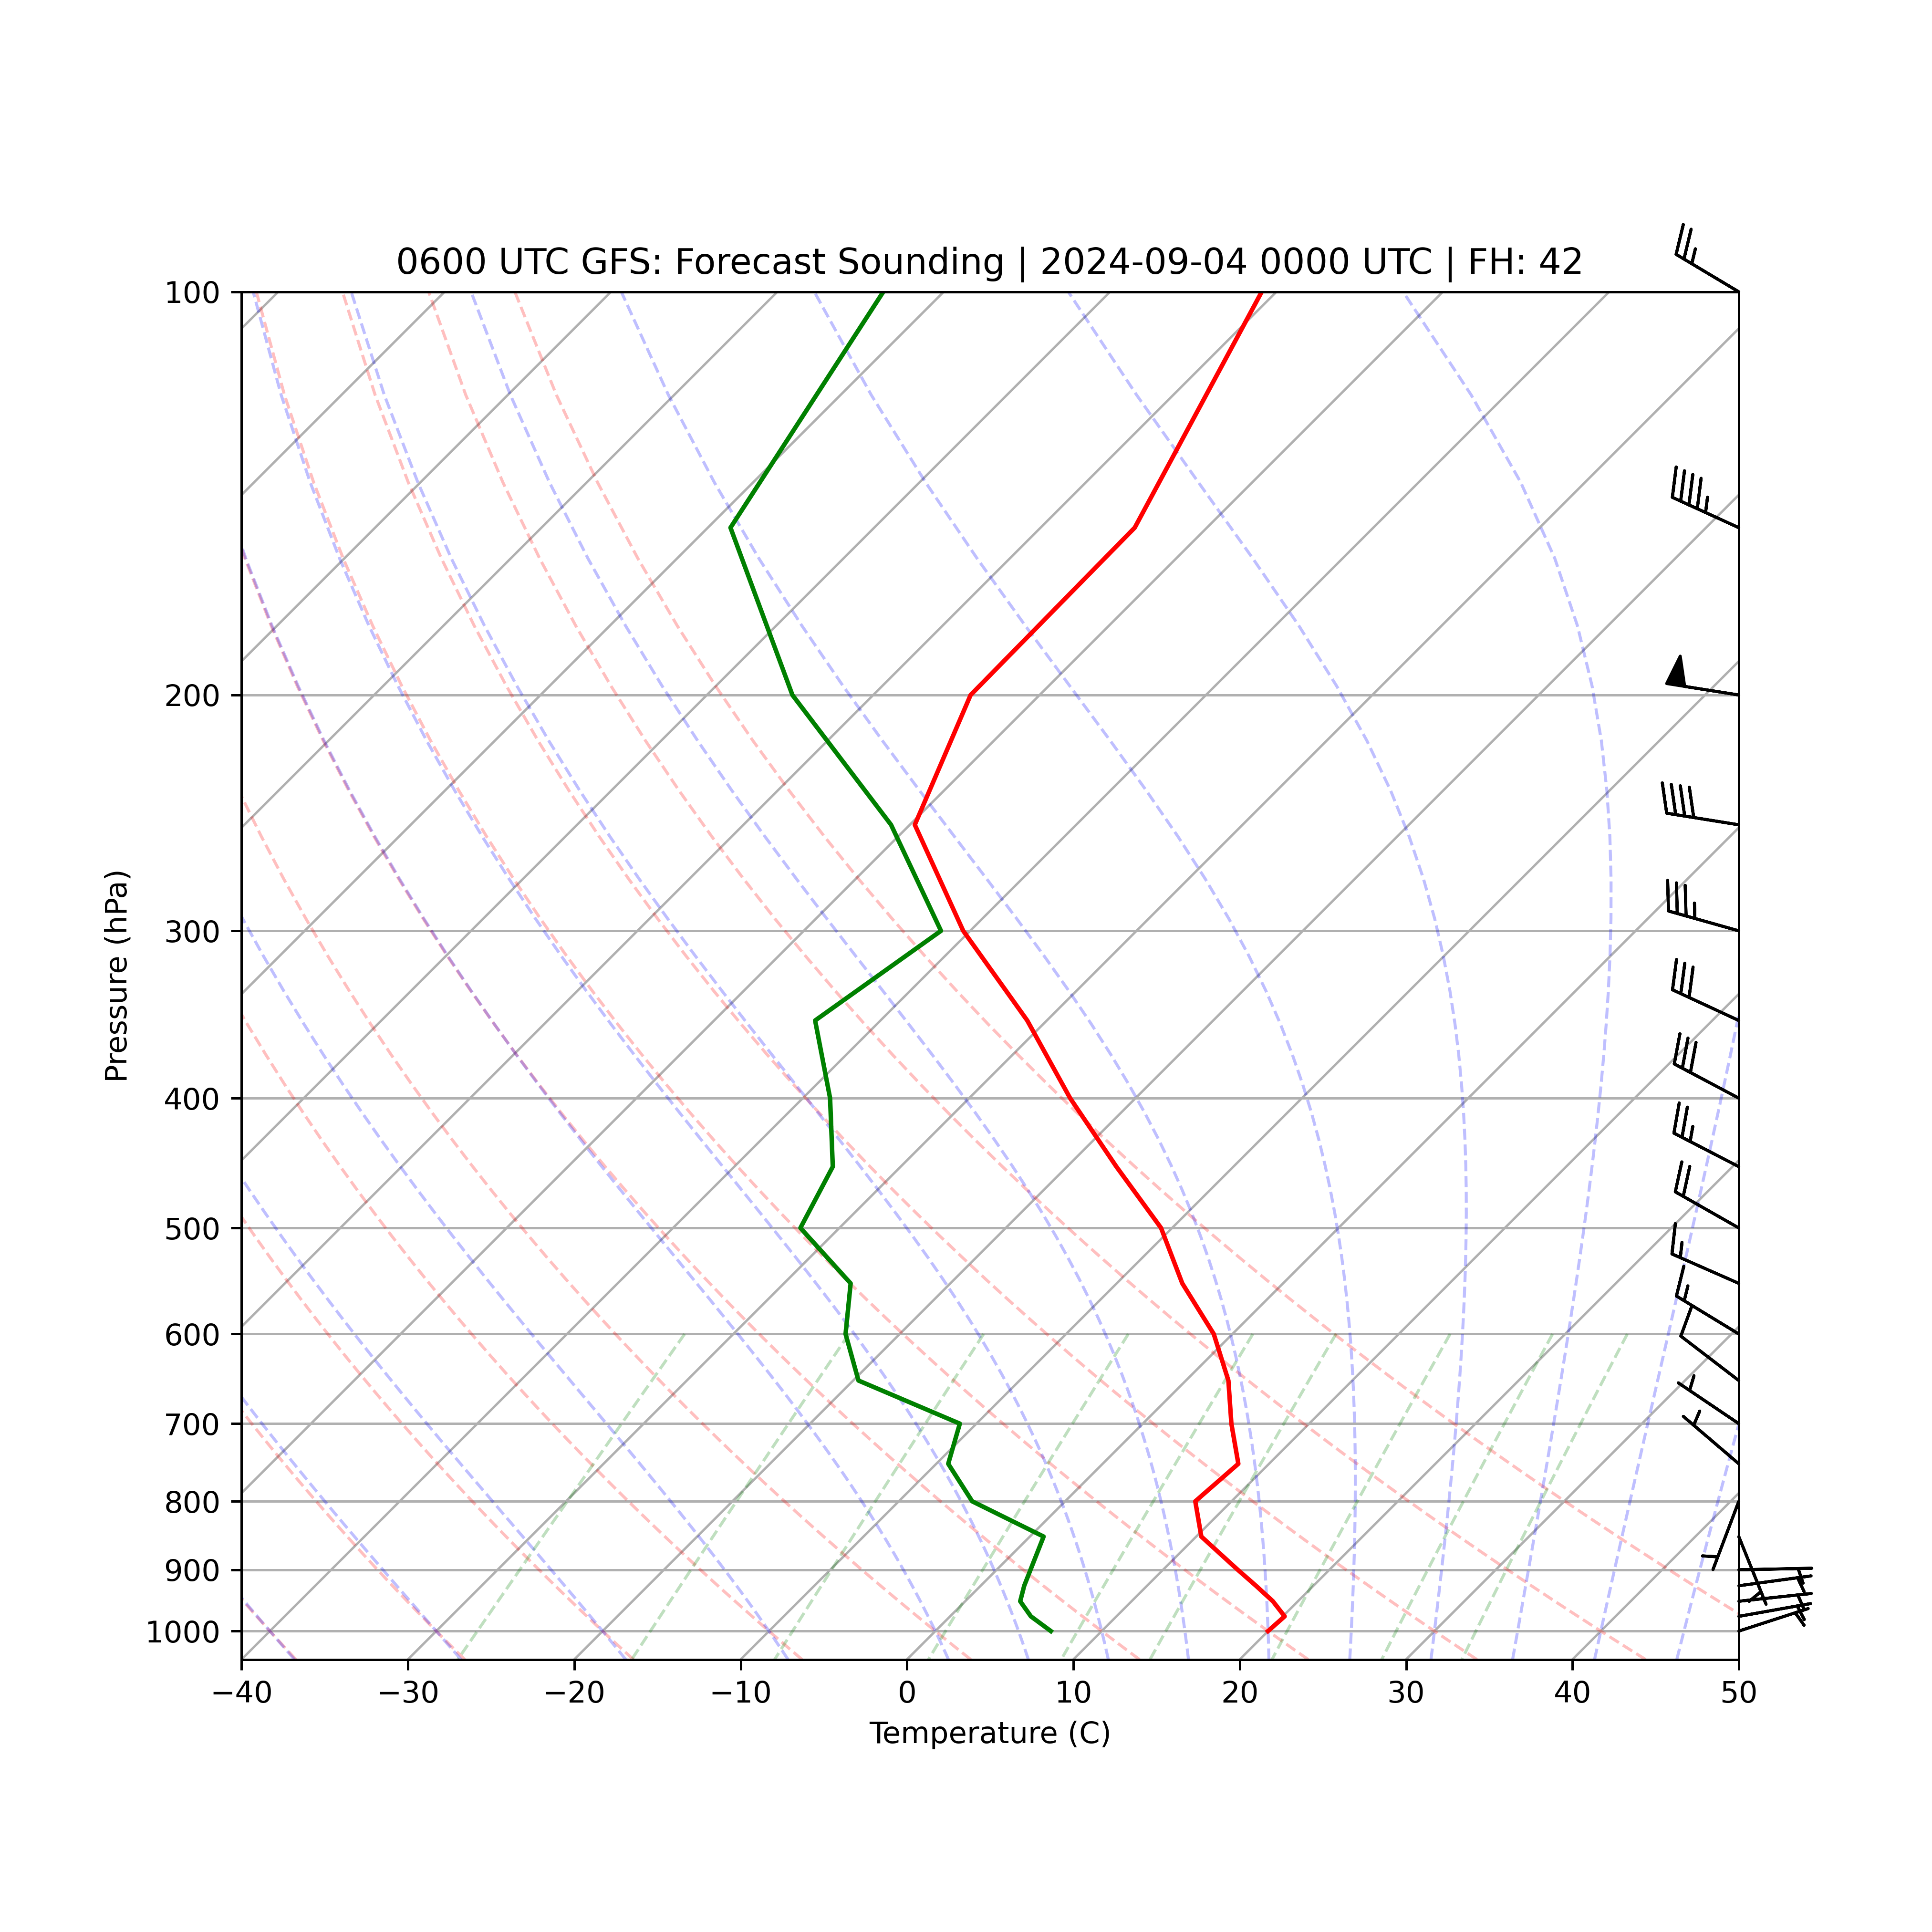 0600 UTC GFS: Forecast Sounding | 2024-09-04 0000 UTC | FH: 42
100
200
300
400
500
600
700
800
900
1000
Pressure (hPa)
−40 −30 −20 −10 0 10 20 30 40 50
Temperature (C)